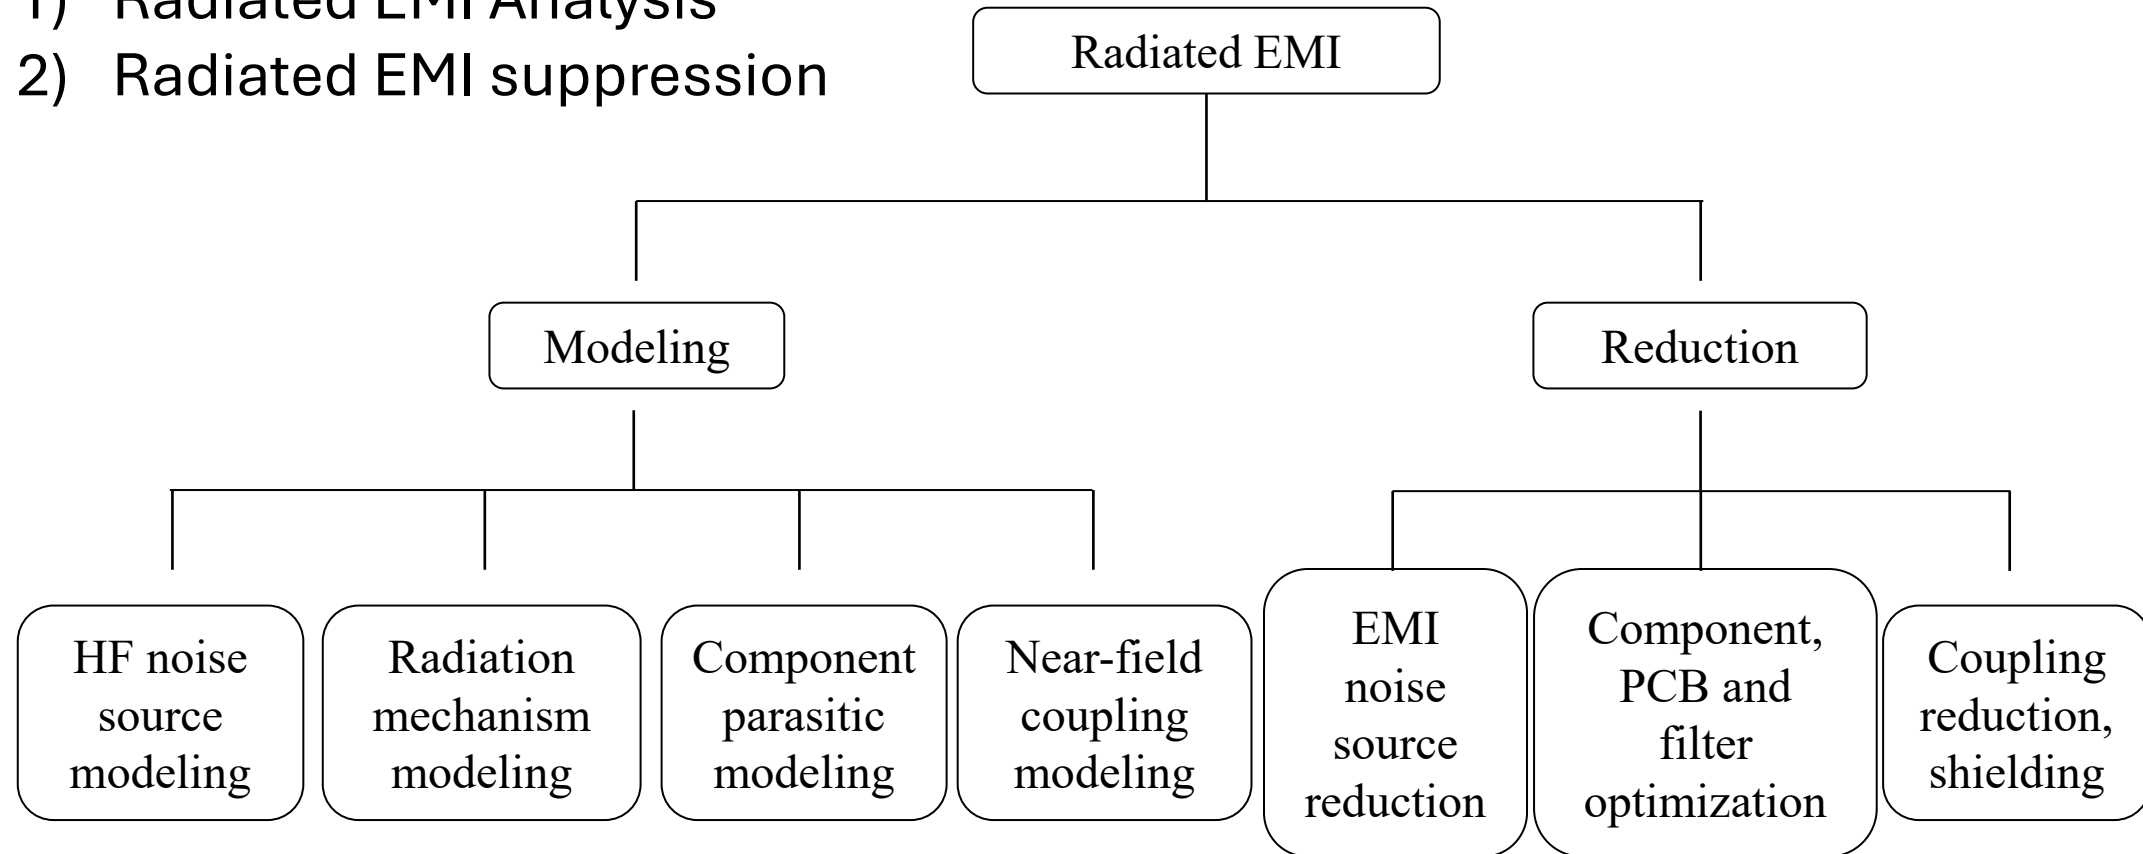 1) Radiated EMI Analysis
2) Radiated EMI suppression
Radiated EMI
Modeling
Reduction
HF noise
source
modeling
Radiation
mechanism
modeling
Component
parasitic
modeling
Near-field
coupling
modeling
EMI
noise
source
reduction
Component,
PCB and
filter
optimization
Coupling
reduction,
shielding